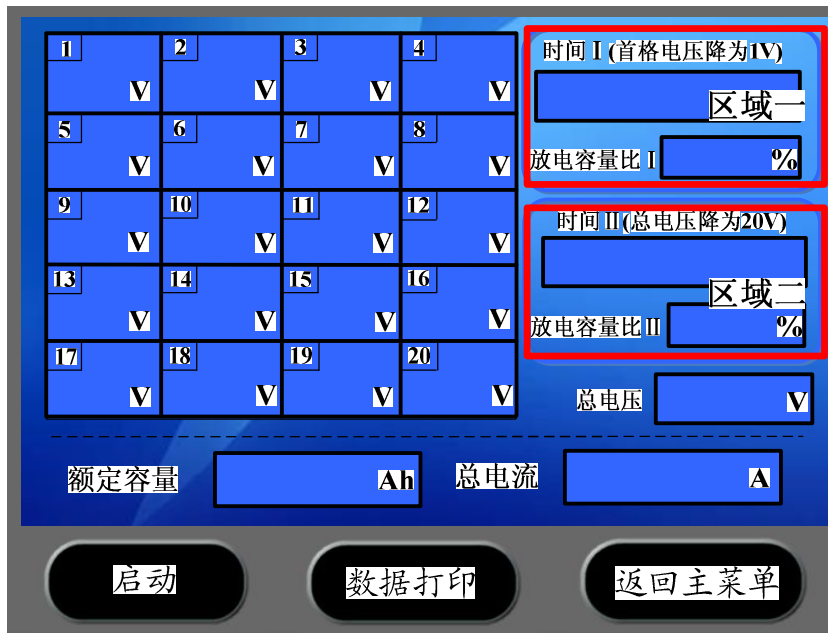 1 2 3 4
V V V V
5 6 7 8
V V V V
9 10 11 12
V V V V
13 14 15 16
V V V V
17 18 19 20
V V V V
时间Ⅰ(首格电压降为1V)
区域一
放电容量比Ⅰ %
时间Ⅱ(总电压降为20V)
区域二
放电容量比Ⅱ %
总电压 V
额定容量 Ah 总电流 A
启动 数据打印 返回主菜单